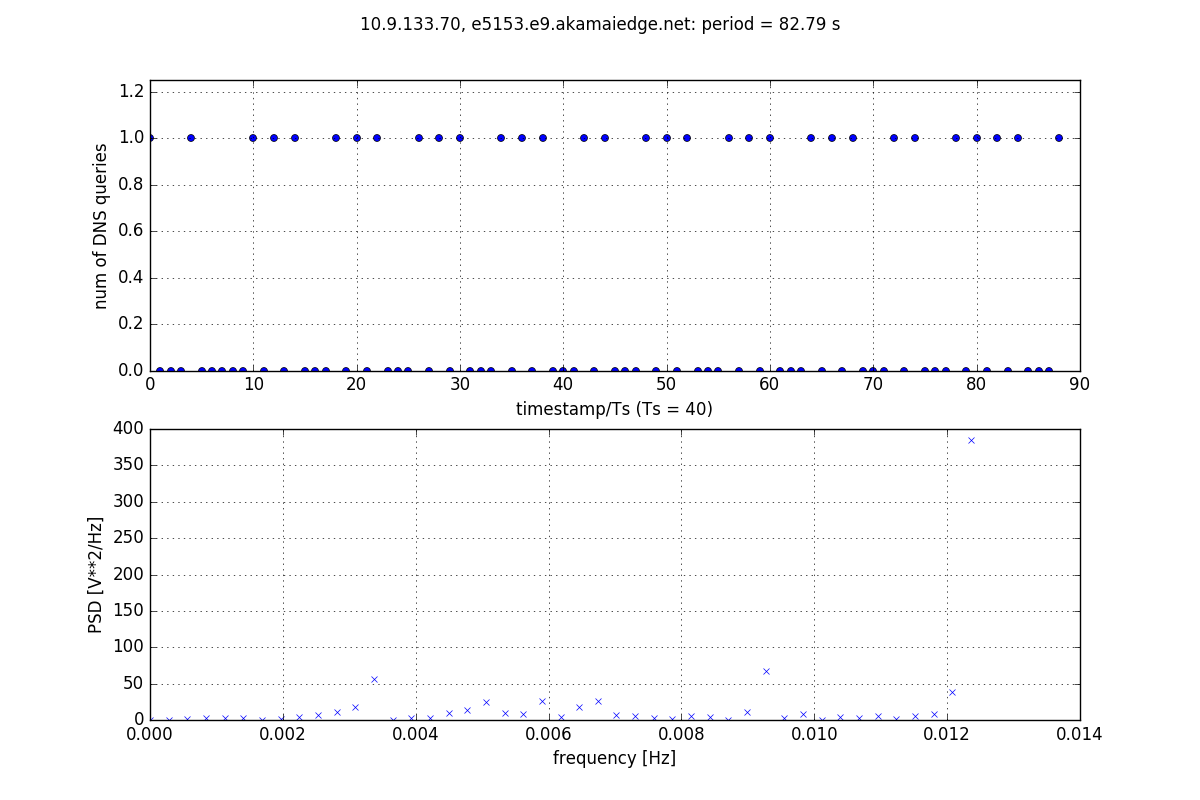 10.9.133.70, e5153.e9.akamaiedge.net: period = 82.79 s
1.2
1.0
0.8
0.6
0.4
0.2
0.0
num of DNS queries
0 10 20 30 40 50 60 70 80 90
timestamp/Ts (Ts = 40)
400
350
300
250
200
150
100
50
0
PSD [V**2/Hz]
0.000 0.002 0.004 0.006 0.008 0.010 0.012 0.014
frequency [Hz]